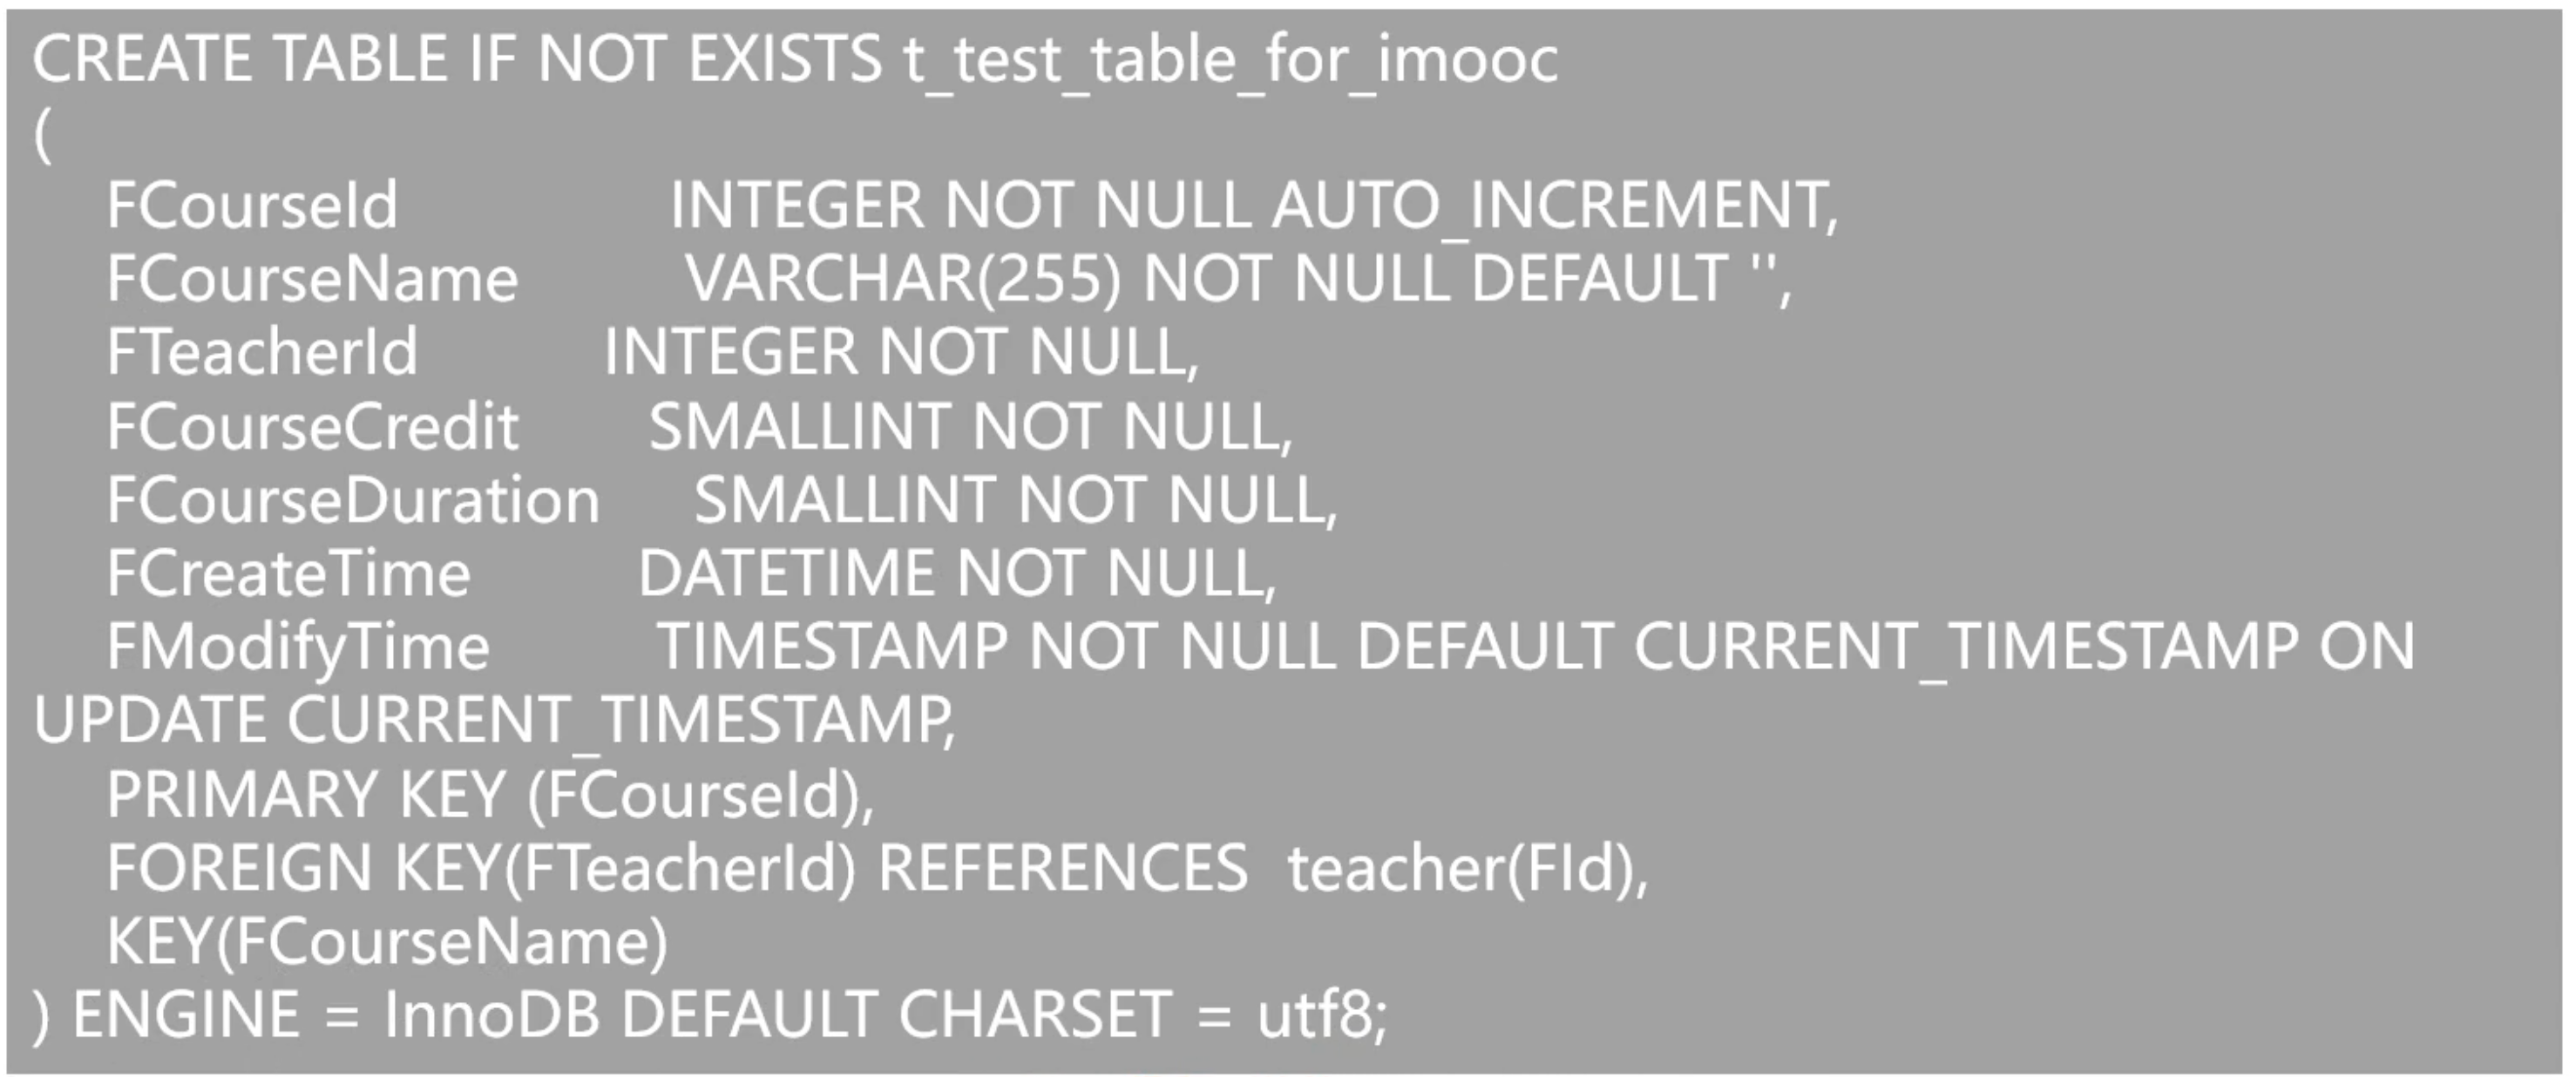 CREATE TABLE IF NOT EXISTS t_test_table_for_imooc
(
FCourseId INTEGER NOT NULL AUTO_INCREMENT,
FCourseName VARCHAR(255) NOT NULL DEFAULT '',
FTeacherId INTEGER NOT NULL,
FCourseCredit SMALLINT NOT NULL,
FCourseDuration SMALLINT NOT NULL,
FCreateTime DATETIME NOT NULL,
FModifyTime TIMESTAMP NOT NULL DEFAULT CURRENT_TIMESTAMP ON
UPDATE CURRENT_TIMESTAMP,
PRIMARY KEY (FCourseId),
FOREIGN KEY(FTeacherId) REFERENCES teacher(FId),
KEY(FCourseName)
) ENGINE = InnoDB DEFAULT CHARSET = utf8;